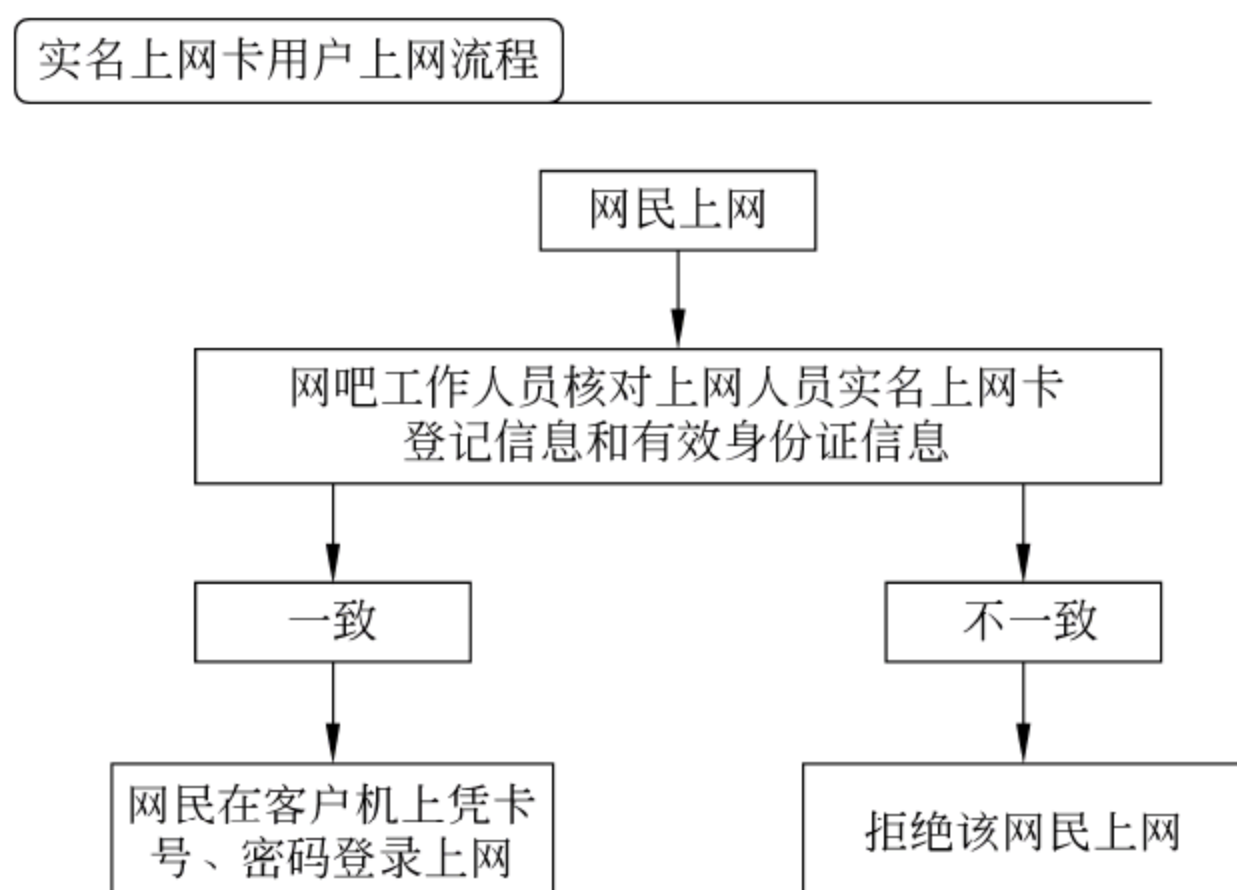 实名上网卡用户上网流程
网民上网
网吧工作人员核对上网人员实名上网卡
登记信息和有效身份证信息
一致
不一致
网民在客户机上凭卡
号、密码登录上网
拒绝该网民上网